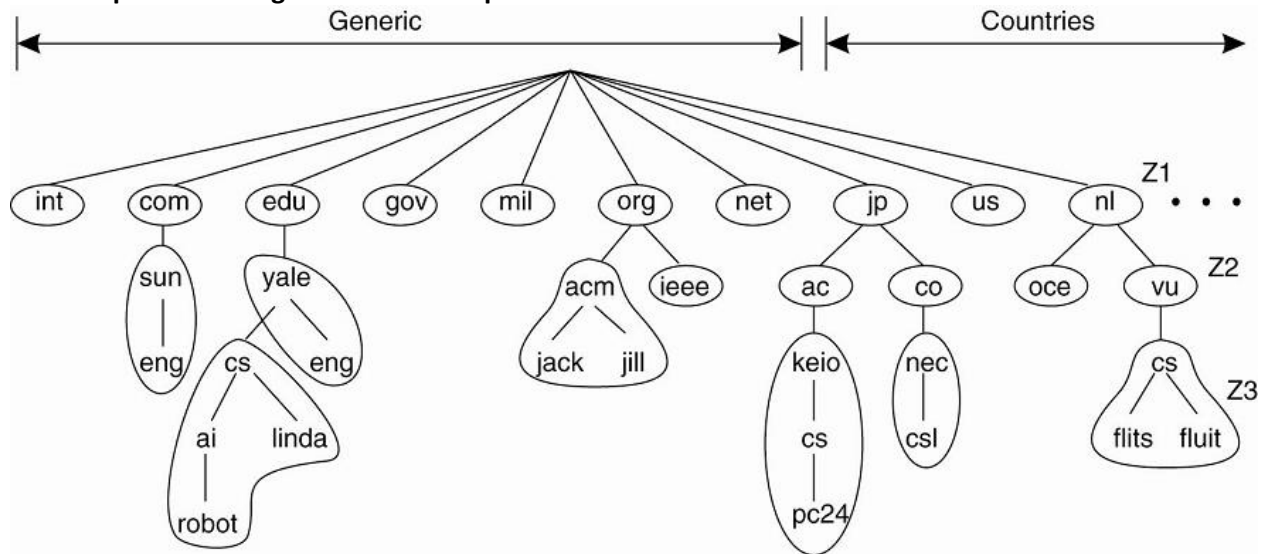 Generic Countries
Z1
int com edu gov mil org net jp us nl . . .
Z2
sun yale acm ieee ac co oce vu
eng cs eng jack jill keio nec cs
Z3
ai linda cs csl flits fluit
robot pc24